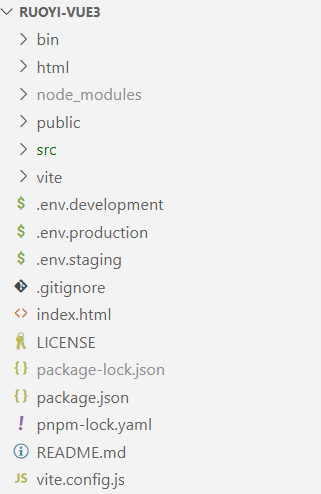 RUOYI-VUE3
bin
html
node_modules
public
src
vite
.env.development
.env.production
.env.staging
.gitignore
index.html
LICENSE
package-lock.json
package.json
pnpm-lock.yaml
README.md
vite.config.js